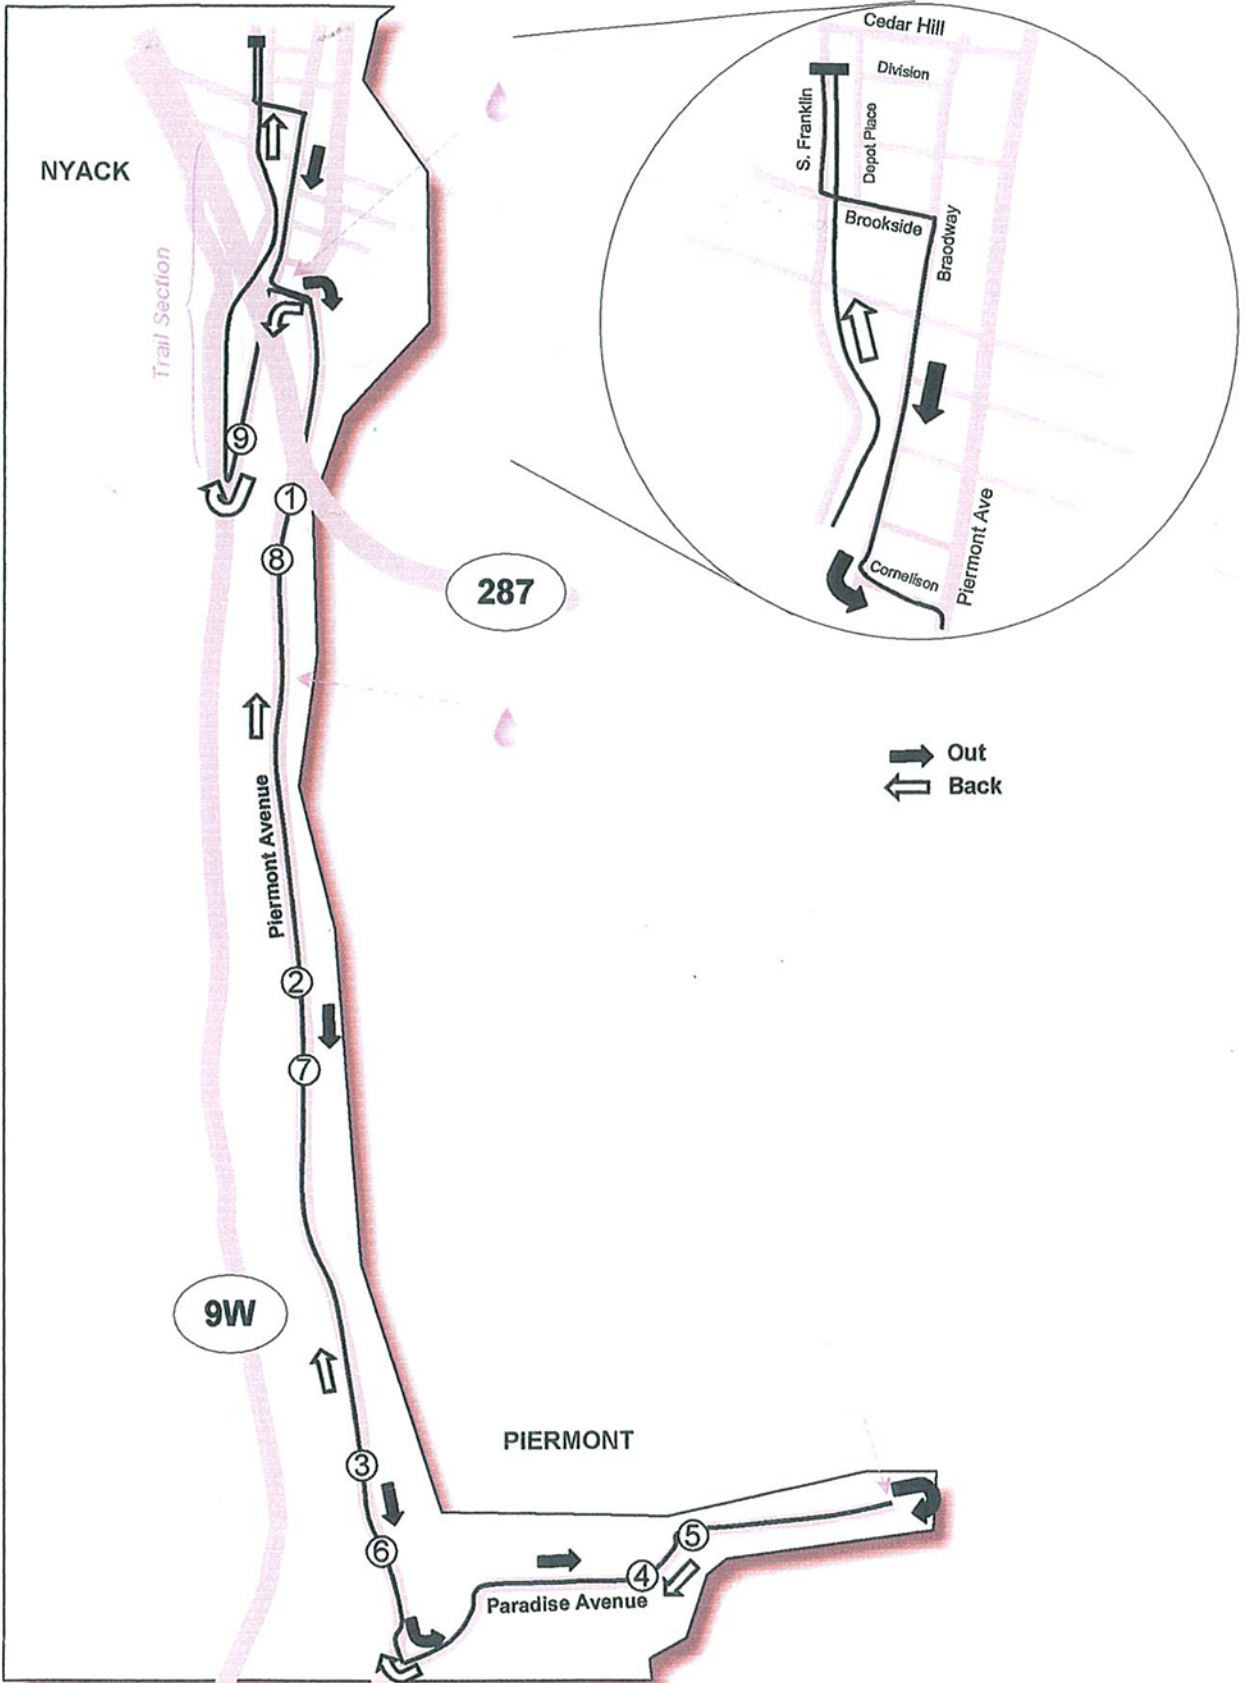 Cedar Hill
Division
S. Franklin
Depot Place
NYACK
Brookside
Braodway
Trail Section
9
1
8
Cornelison
Piermont Ave
287
Out
Back
Piermont Avenue
2
7
9W
PIERMONT
3
5
6
4
Paradise Avenue